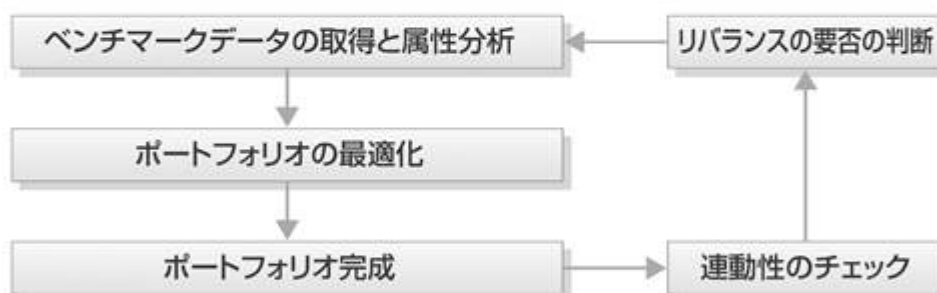 ベンチマークデータの取得と属性分析
リバランスの要否の判断
ポートフォリオの最適化
ポートフォリオ完成
連動性のチェック